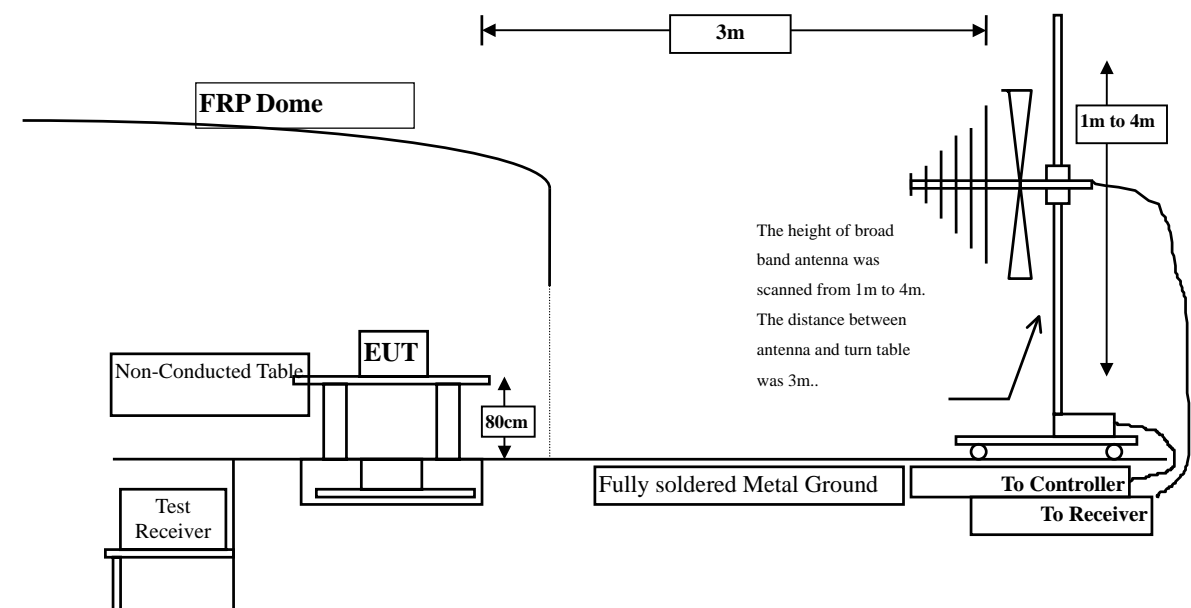 3m
FRP Dome
1m to 4m
The height of broad
band antenna was
scanned from 1m to 4m.
The distance between
antenna and turn table
was 3m..
EUT
Non-Conducted Table
80cm
Fully soldered Metal Ground
To Controller
To Receiver
Test
Receiver